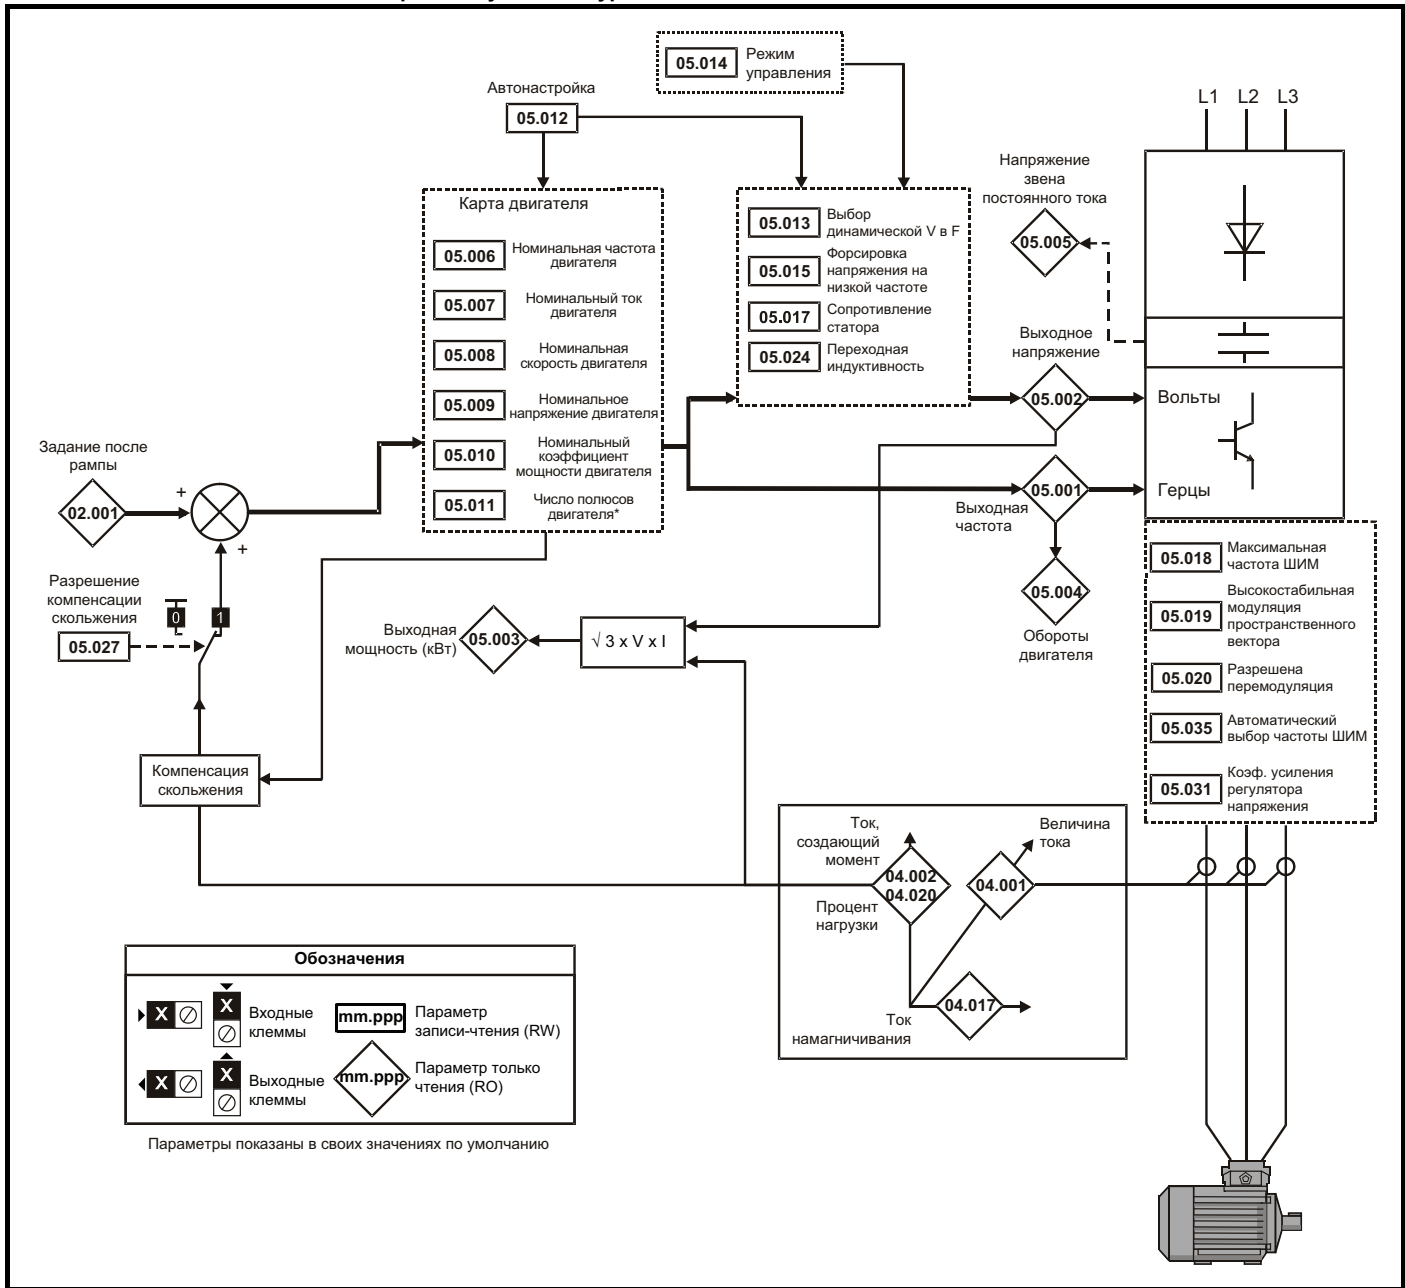 05.014
Режим
управления
Автонастройка
05.012
L1 L2 L3
Напряжение
звена
постоянного тока
05.005
Карта двигателя
05.006
Номинальная частота
двигателя
05.007
Номинальный ток
двигателя
05.008
Номинальная
скорость двигателя
05.009
Номинальное
напряжение двигателя
05.010
Номинальный
коэффициент
мощности двигателя
05.011
Число полюсов
двигателя*
05.013
Выбор
динамической V в F
05.015
Форсировка
напряжения на
низкой частоте
05.017
Сопротивление
статора
05.024
Переходная
индуктивность
Выходное
напряжение
05.002
Вольты
05.001
Герцы
Выходная
частота
05.004
Обороты
двигателя
Задание после
рампы
02.001
+
+
Разрешение
компенсации
скольжения
05.027
0
1
Выходная
мощность (кВт)
05.003
√ 3 x V x I
Компенсация
скольжения
05.018
Максимальная
частота ШИМ
05.019
Высокостабильная
модуляция
пространственного
вектора
05.020
Разрешена
перемодуляция
05.035
Автоматический
выбор частоты ШИМ
05.031
Коэф. усиления
регулятора
напряжения
Ток,
создающий
момент
04.002
04.020
Процент
нагрузки
Величина
тока
04.001
04.017
Ток
намагничивания
Обозначения
X
X
Входные
клеммы
mm.ppp
Параметр
записи-чтения (RW)
X
X
Выходные
клеммы
mm.ppp
Параметр только
чтения (RO)
Параметры показаны в своих значениях по умолчанию